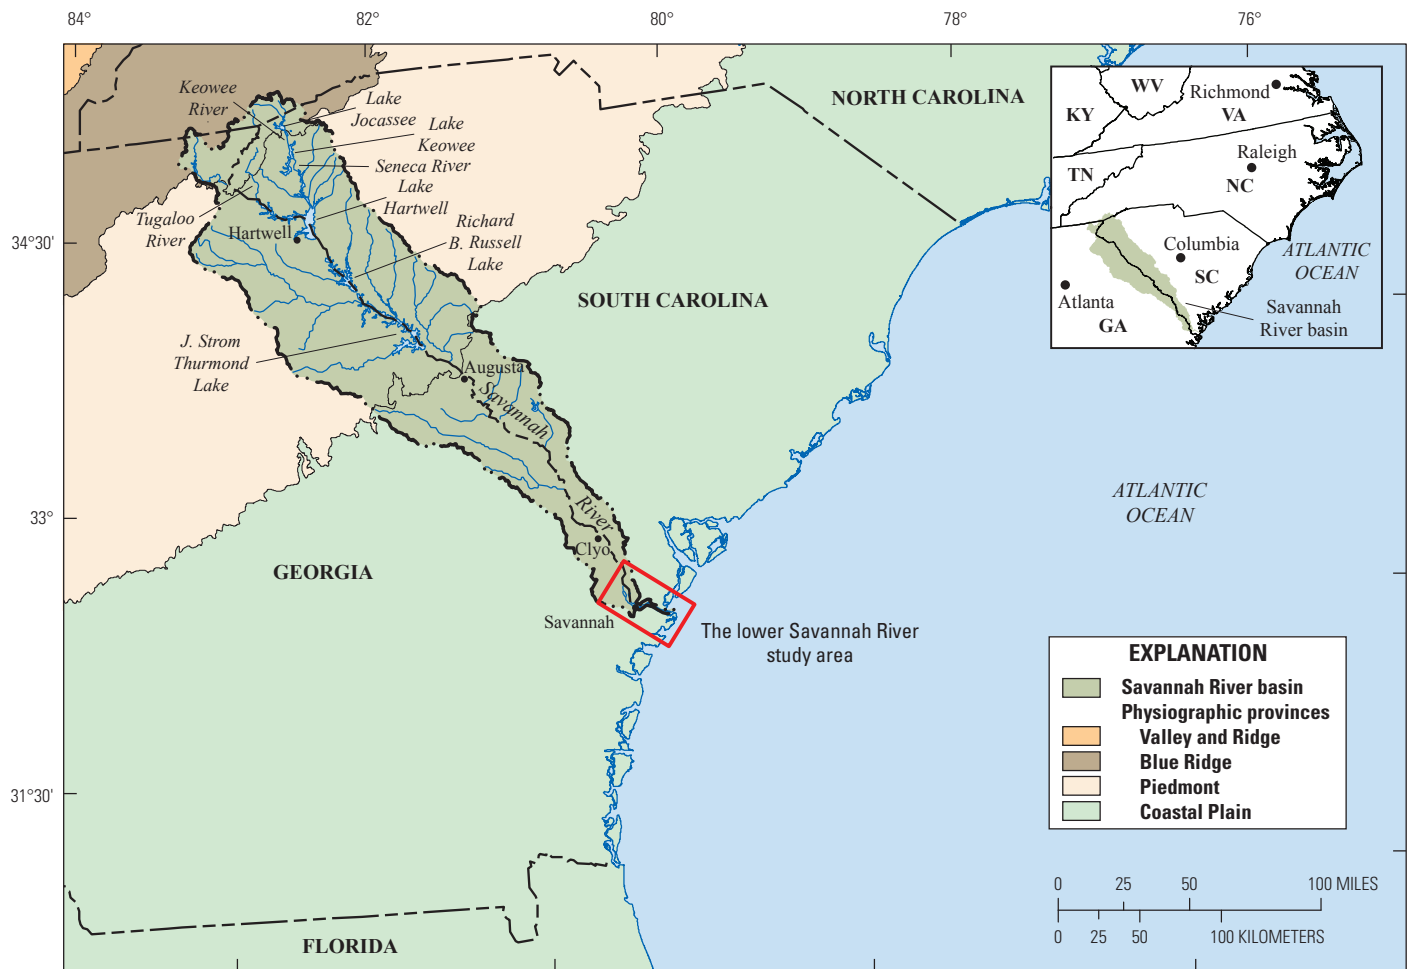 84°
82°
80°
78°
76°
34°30'
33°
31°30'
Keowee
River
Lake
Jocassee
Lake
Keowee
Seneca River
Lake
Hartwell
Tugaloo
River
Hartwell
Richard
B. Russell
Lake
J. Strom
Thurmond
Lake
Augusta
Savannah
River
Clyo
Savannah
NORTH CAROLINA
SOUTH CAROLINA
GEORGIA
FLORIDA
ATLANTIC
OCEAN
The lower Savannah River
study area
WV
KY
Richmond
VA
TN
Raleigh
NC
Columbia
SC
Atlanta
GA
ATLANTIC
OCEAN
Savannah
River basin
EXPLANATION
Savannah River basin
Physiographic provinces
Valley and Ridge
Blue Ridge
Piedmont
Coastal Plain
0 25 50 100 MILES
0 25 50 100 KILOMETERS